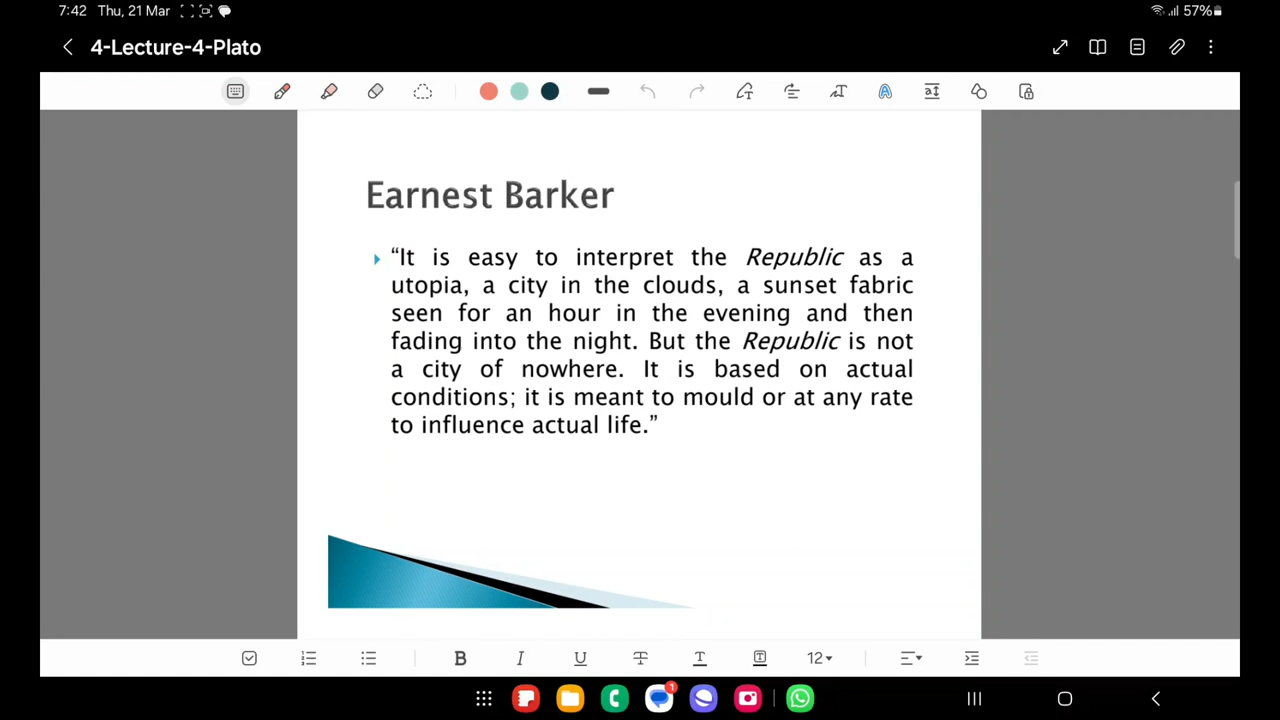 7:42 Thu, 21 Mar
57%
4-Lecture-4-Plato
Earnest Barker
“It is easy to interpret the Republic as a
utopia, a city in the clouds, a sunset fabric
seen for an hour in the evening and then
fading into the night. But the Republic is not
a city of nowhere. It is based on actual
conditions; it is meant to mould or at any rate
to influence actual life.”
B I U T T T 12
1